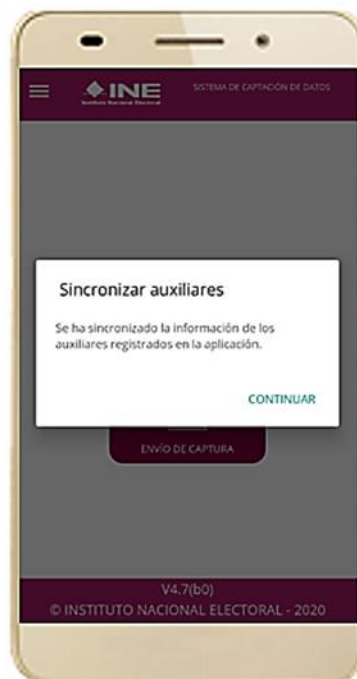 INE
Instituto Nacional Electoral
SISTEMA DE CAPTACIÓN DE DATOS
Sincronizar auxiliares
Se ha sincronizado la información de los
auxiliares registrados en la aplicación.
CONTINUAR
ENVÍO DE CAPTURA
V4.7(b0)
© INSTITUTO NACIONAL ELECTORAL - 2020